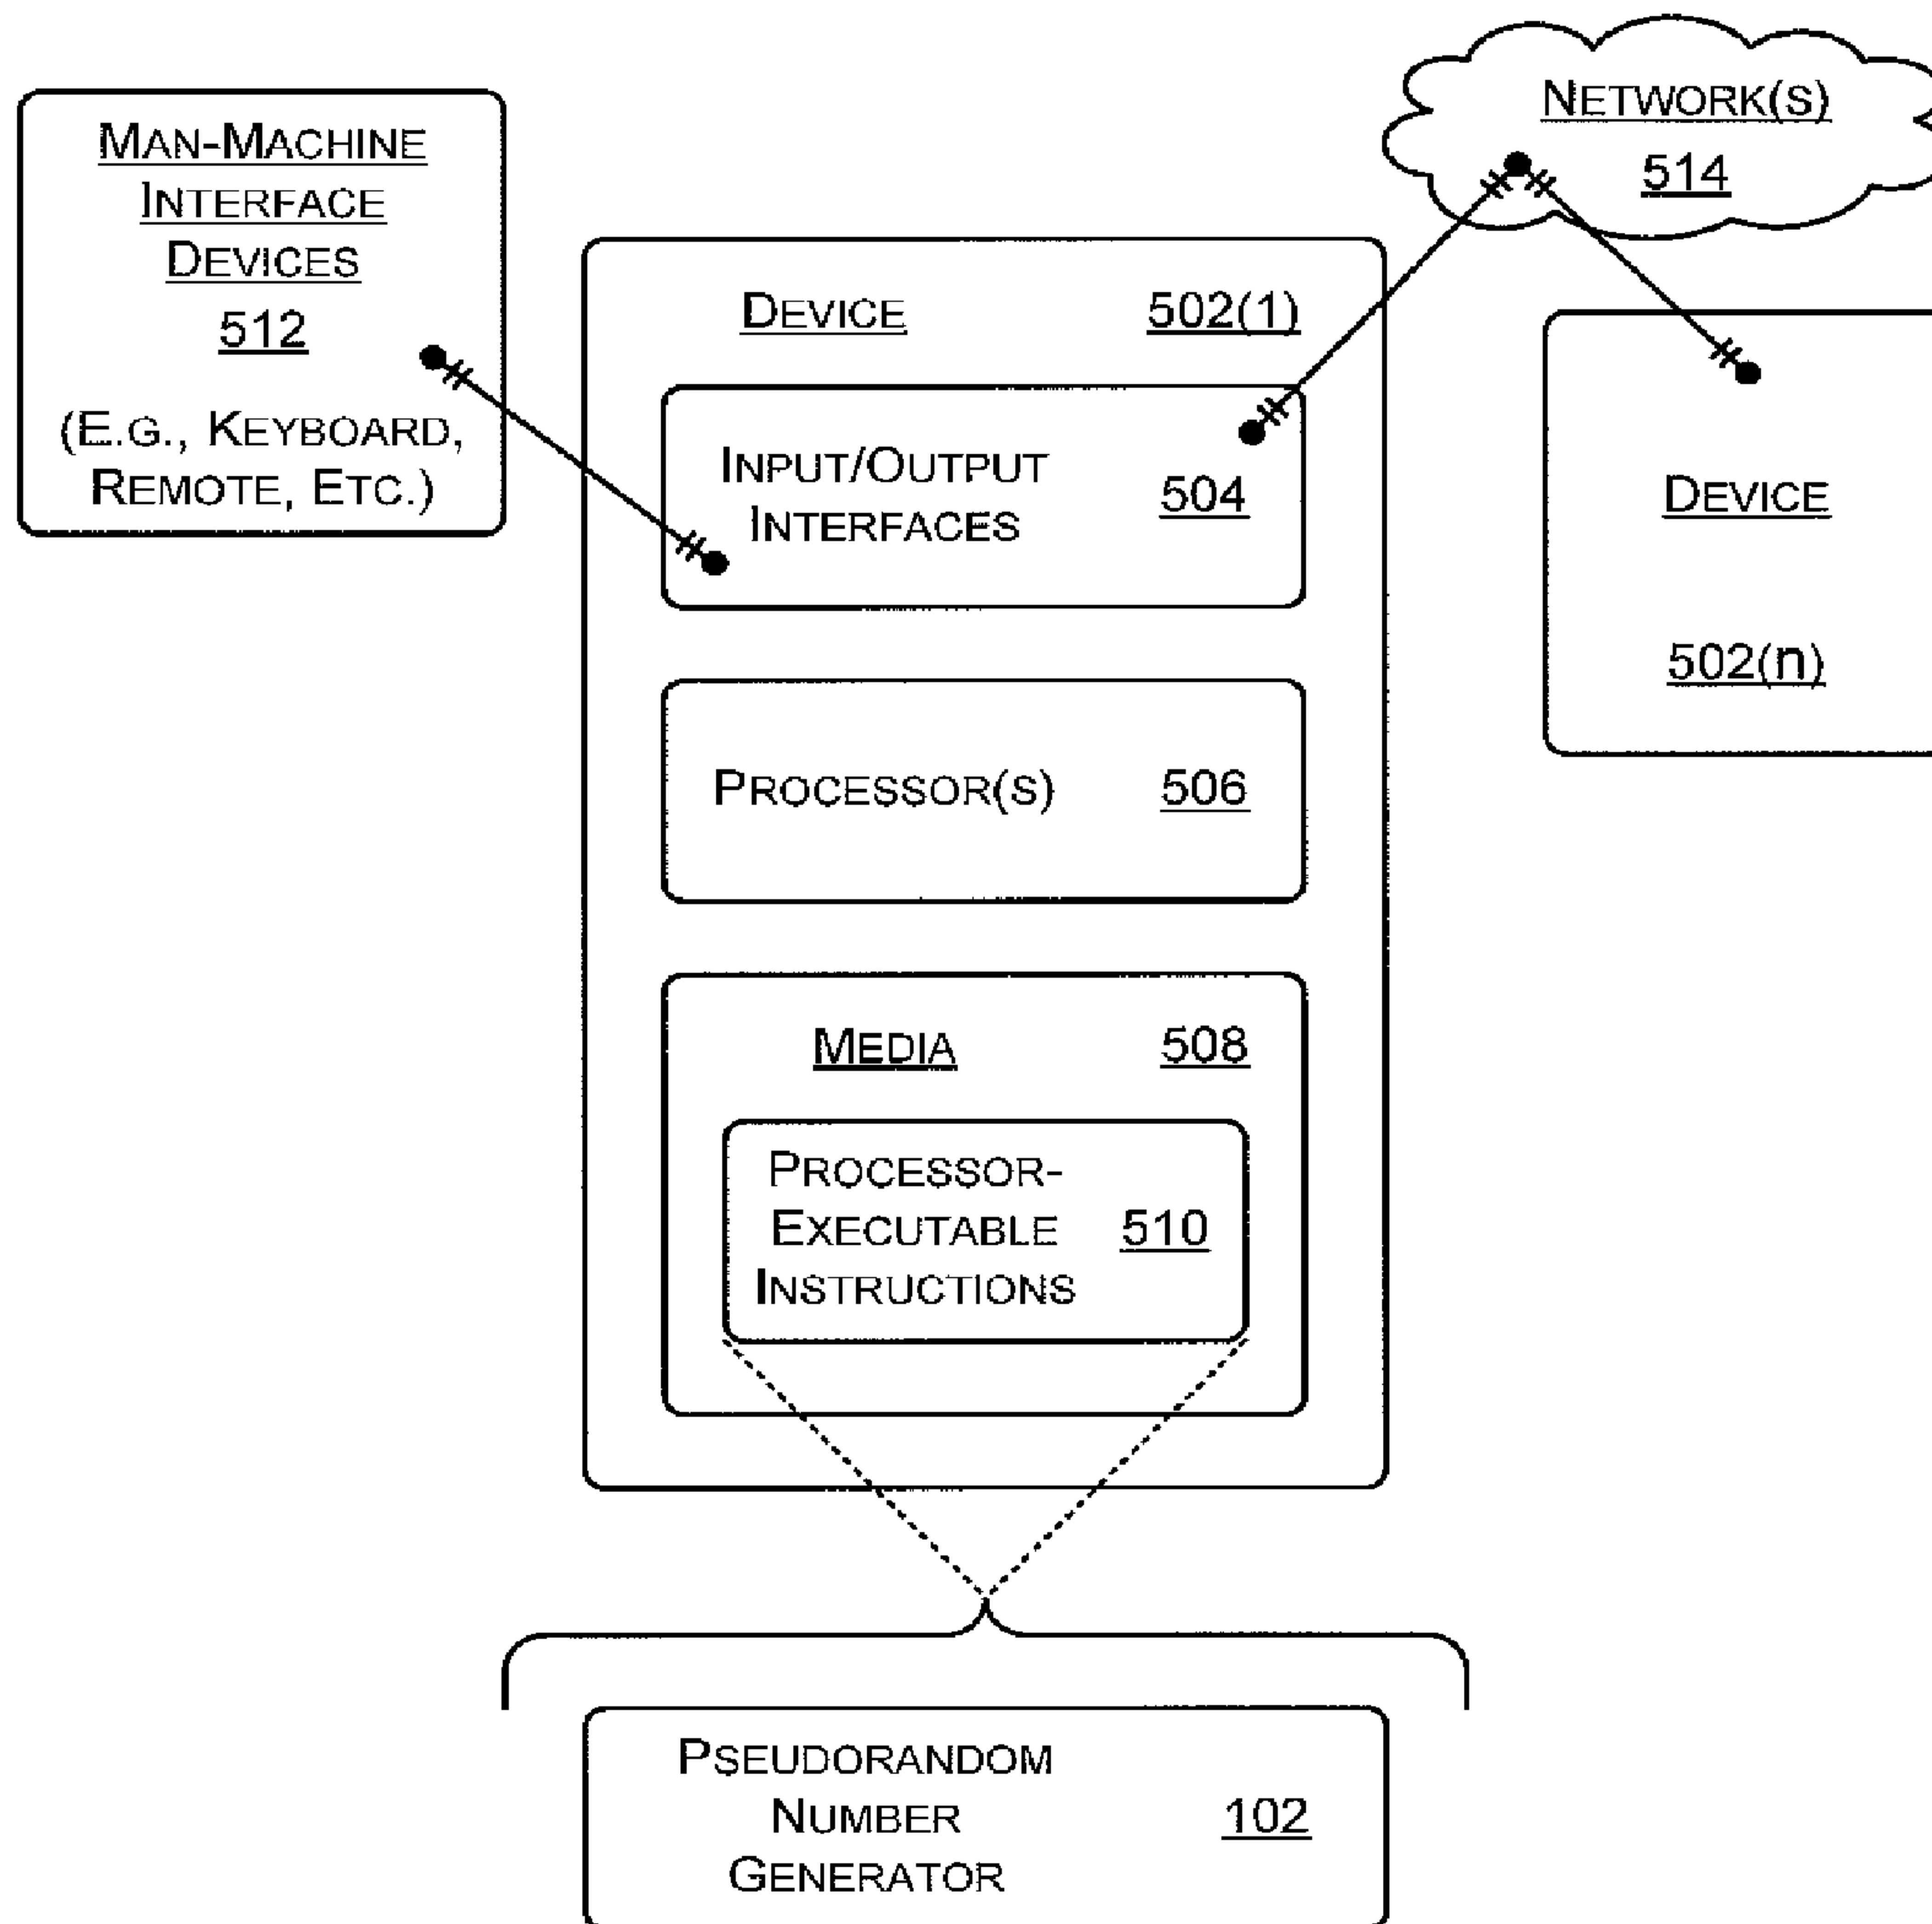 MAN-MACHINE
INTERFACE
DEVICES
512
(E.G., KEYBOARD,
REMOTE, ETC.)
NETWORK(S)
514
DEVICE 502(1)
INPUT/OUTPUT
INTERFACES
504
DEVICE
502(n)
PROCESSOR(S) 506
MEDIA 508
PROCESSOR-
EXECUTABLE
INSTRUCTIONS
510
PSEUDORANDOM
NUMBER
GENERATOR
102